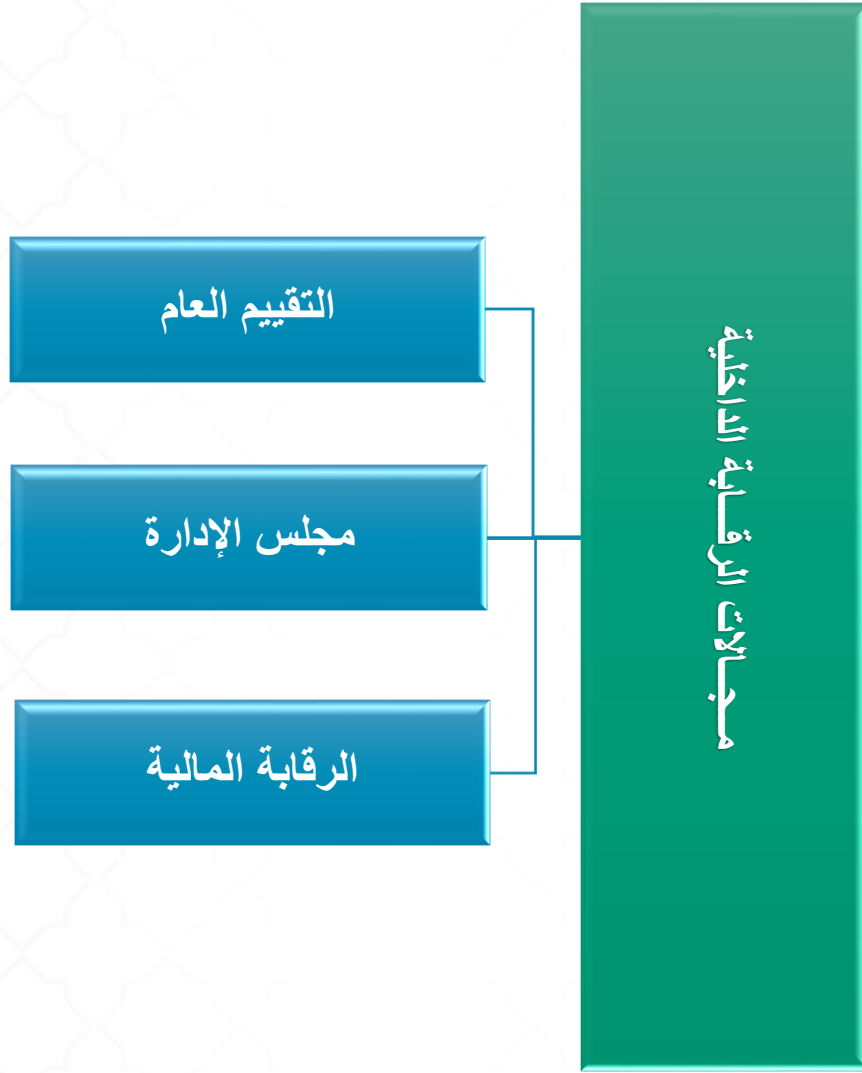 مجالات الرقابة الداخلية
التقييم العام
مجلس الإدارة
الرقابة المالية